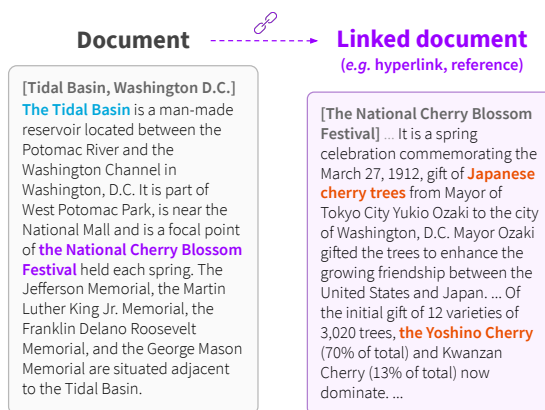 Document
Linked document
(e.g. hyperlink, reference)
[Tidal Basin, Washington D.C.]
The Tidal Basin is a man-made
reservoir located between the
Potomac River and the
Washington Channel in
Washington, D.C. It is part of
West Potomac Park, is near the
National Mall and is a focal point
of the National Cherry Blossom
Festival held each spring. The
Jefferson Memorial, the Martin
Luther King Jr. Memorial, the
Franklin Delano Roosevelt
Memorial, and the George Mason
Memorial are situated adjacent
to the Tidal Basin.
[The National Cherry Blossom
Festival] ... It is a spring
celebration commemorating the
March 27, 1912, gift of Japanese
cherry trees from Mayor of
Tokyo City Yukio Ozaki to the city
of Washington, D.C. Mayor Ozaki
gifted the trees to enhance the
growing friendship between the
United States and Japan. ... Of
the initial gift of 12 varieties of
3,020 trees, the Yoshino Cherry
(70% of total) and Kwanzan
Cherry (13% of total) now
dominate. ...